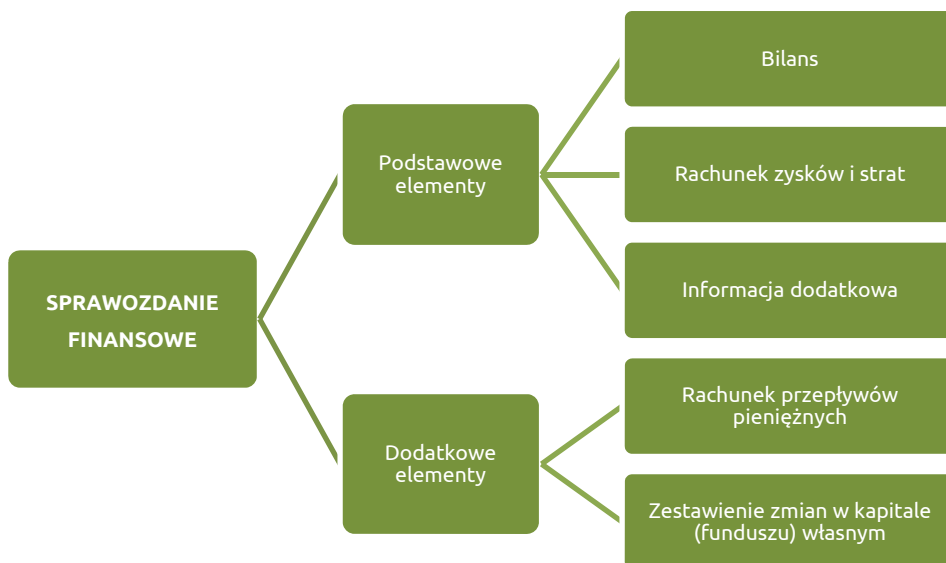 SPRAWOZDANIE
FINANSOWE
Podstawowe
elementy
Bilans
Rachunek zysków i strat
Informacja dodatkowa
Dodatkowe
elementy
Rachunek przepływów
pieniężnych
Zestawienie zmian w kapitale
(funduszu) własnym